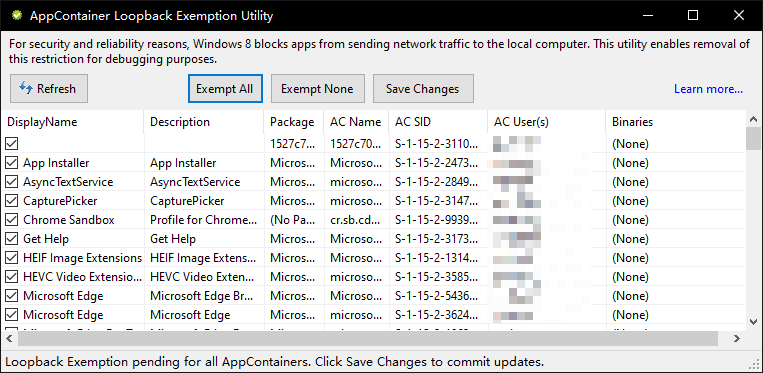 AppContainer Loopback Exemption Utility
For security and reliability reasons, Windows 8 blocks apps from sending network traffic to the local computer. This utility enables removal of
this restriction for debugging purposes.
Refresh Exempt All Exempt None Save Changes Learn more...
DisplayName Description Package AC Name AC SID AC User(s) Binaries
1527c7... 1527c70... S-1-15-2-3110... (None)
App Installer App Installer Micros... Microso... S-1-15-2-2473... (None)
AsyncTextService AsyncTextService Micros... microso... S-1-15-2-2849... (None)
CapturePicker CapturePicker Micros... microso... S-1-15-2-3147... (None)
Chrome Sandbox Profile for Chrome... (No Pa... cr.sb.cd... S-1-15-2-9939... (None)
Get Help Get Help Micros... Microso... S-1-15-2-3173... (None)
HEIF Image Extensions HEIF Image Extens... Micros... microso... S-1-15-2-1314... (None)
HEVC Video Extensio... HEVC Video Exten... Micros... microso... S-1-15-2-3585... (None)
Microsoft Edge Microsoft Edge Br... Micros... microso... S-1-15-2-5436... (None)
Microsoft Edge Microsoft Edge Micros... microso... S-1-15-2-3624... (None)
Loopback Exemption pending for all AppContainers. Click Save Changes to commit updates.